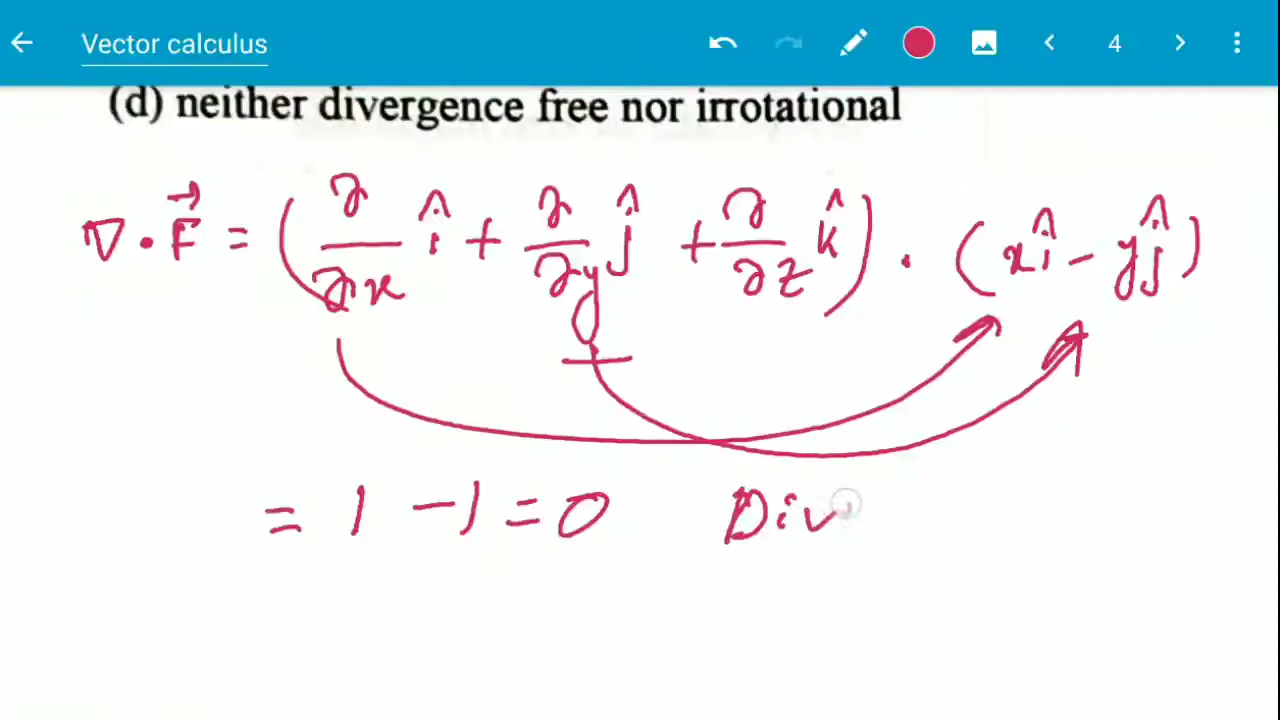 Vector calculus
4
(d) neither divergence free nor irrotational
∇·F⃗ = (∂/∂x î + ∂/∂y ĵ + ∂/∂z k̂) · (xî - yĵ)
= 1 - 1 = 0 Div